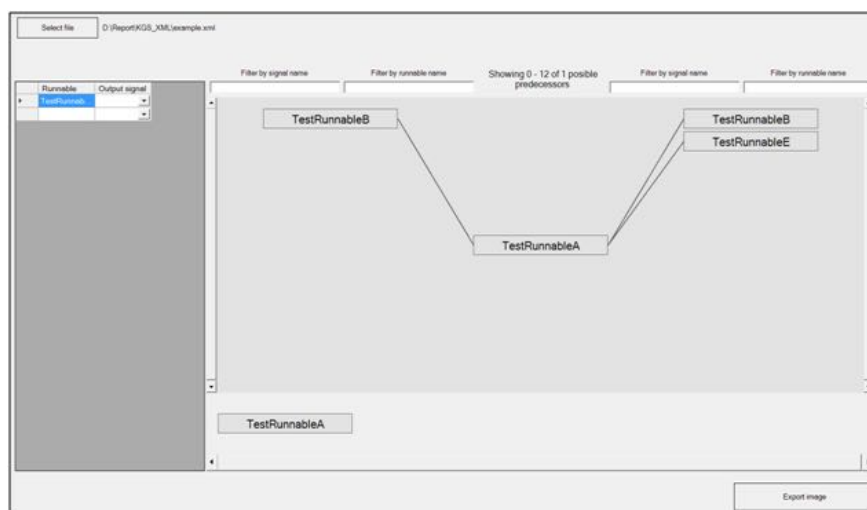 Select file D:\Report\KGS_XML\example.xml
Filter by signal name Filter by runnable name Showing 0 - 12 of 1 posible predecessors Filter by signal name Filter by runnable name
Runnable Output signal
TestRunnab...
TestRunnableB TestRunnableB
TestRunnableE
TestRunnableA
TestRunnableA
Export image